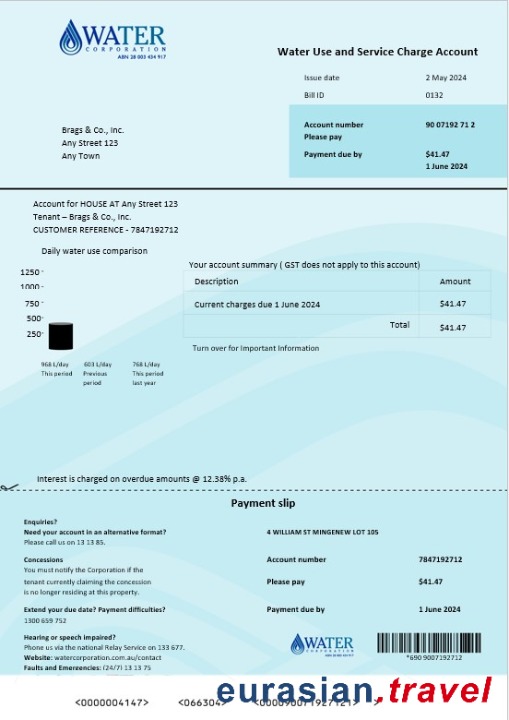 WATER
CORPORATION
ABN 28 003 434 917
Water Use and Service Charge Account
Issue date 2 May 2024
Bill ID 0132
Account number 90 07192 71 2
Please pay
Payment due by $41.47
1 June 2024
Brags & Co., Inc.
Any Street 123
Any Town
Account for HOUSE AT Any Street 123
Tenant – Brags & Co., Inc.
CUSTOMER REFERENCE - 7847192712
Daily water use comparison
1250
1000
750
500
250
968 L/day 603 L/day 768 L/day
This period Previous This period
period last year
Your account summary ( GST does not apply to this account)
Description Amount
Current charges due 1 June 2024 $41.47
Total $41.47
Turn over for Important Information
Interest is charged on overdue amounts @ 12.38% p.a.
Payment slip
Enquiries?
Need your account in an alternative format?
Please call us on 13 13 85.
Concessions
You must notify the Corporation if the
tenant currently claiming the concession
is no longer residing at this property.
Extend your due date? Payment difficulties?
1300 659 752
Hearing or speech impaired?
Phone us via the national Relay Service on 133 677.
Website: watercorporation.com.au/contact
Faults and Emerzencies: (24/7) 13 13 75
4 WILLIAM ST MINGENEW LOT 105
Account number 7847192712
Please pay $41.47
Payment due by 1 June 2024
WATER
CORPORATION
*690 9007192712
eurasian.travel
<0000004147> <066304>